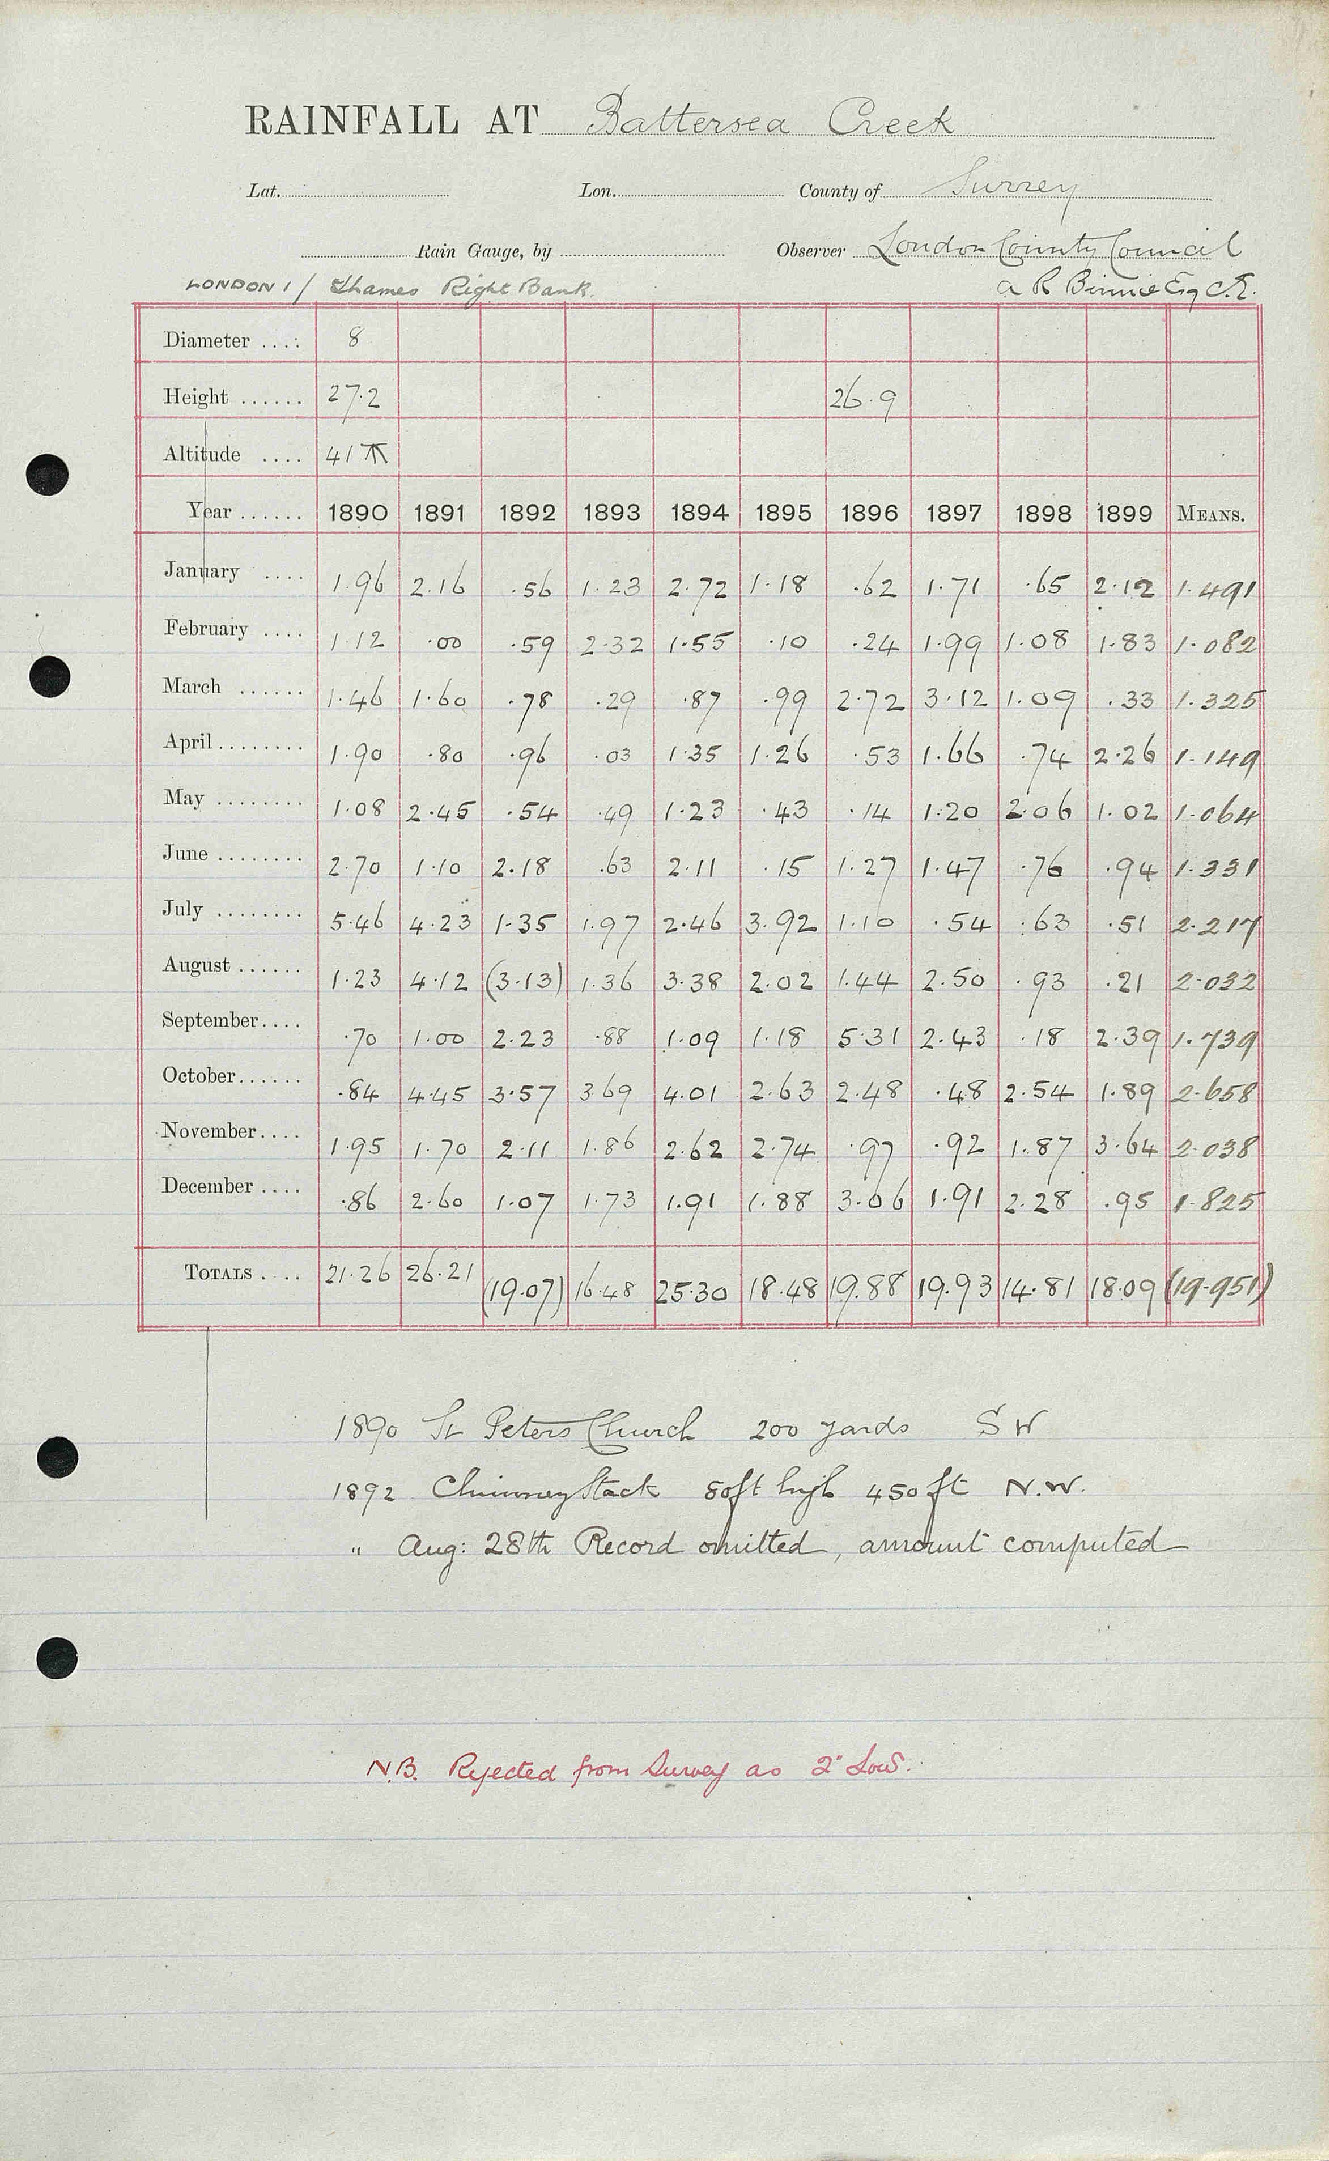 RAINFALL AT Battersea Creek
Lat. Lon. County of Surrey
Rain Gauge, by Observer London County Council
LONDON 1 / Thames Right Bank. A R Binnie Esq C.E.
Diameter .... 8
Height ...... 27.2 26.9
Altitude .... 41
Year ...... 1890 1891 1892 1893 1894 1895 1896 1897 1898 1899 MEANS.
January .... 1.96 2.16 .56 1.23 2.72 1.18 .62 1.71 .65 2.12 1.491
February .... 1.12 .00 .59 2.32 1.55 .10 .24 1.99 1.08 1.83 1.082
March ...... 1.46 1.60 .78 .29 .87 .99 2.72 3.12 1.09 .33 1.325
April ........ 1.90 .80 .96 .03 1.35 1.26 .53 1.66 .74 2.26 1.149
May ........ 1.08 2.45 .54 .49 1.23 .43 .14 1.20 2.06 1.02 1.064
June ........ 2.70 1.10 2.18 .63 2.11 .15 1.27 1.47 .76 .94 1.331
July ........ 5.46 4.23 1.35 1.97 2.46 3.92 1.10 .54 .63 .51 2.217
August ...... 1.23 4.12 (3.13) 1.36 3.38 2.02 1.44 2.50 .93 .21 2.032
September .... .70 1.00 2.23 .88 1.09 1.18 5.31 2.43 .18 2.39 1.739
October ...... .84 4.45 3.57 3.69 4.01 2.63 2.48 .48 2.54 1.89 2.658
November .... 1.95 1.70 2.11 1.86 2.62 2.74 .97 .92 1.87 3.64 2.038
December .... .86 2.60 1.07 1.73 1.91 1.88 3.06 1.91 2.28 .95 1.825
TOTALS .... 21.26 26.21 (19.07) 16.48 25.30 18.48 19.88 19.93 14.81 18.09 (19.951)
1890 St Peters Church 200 yards S W
1892 Chimney Stack 80ft high 450 ft N.W.
" Aug: 28th Record omitted, amount computed
N.B. Rejected from Survey as 2" Low.